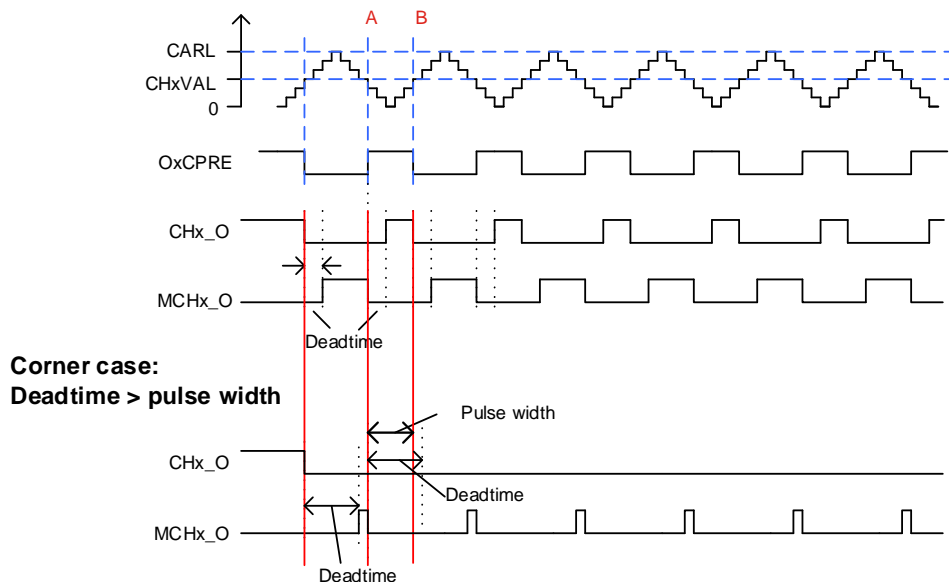 A B
CARL
CHxVAL
0
OxCPRE
CHx_O
MCHx_O
Deadtime
Corner case:
Deadtime > pulse width
Pulse width
CHx_O
Deadtime
MCHx_O
Deadtime